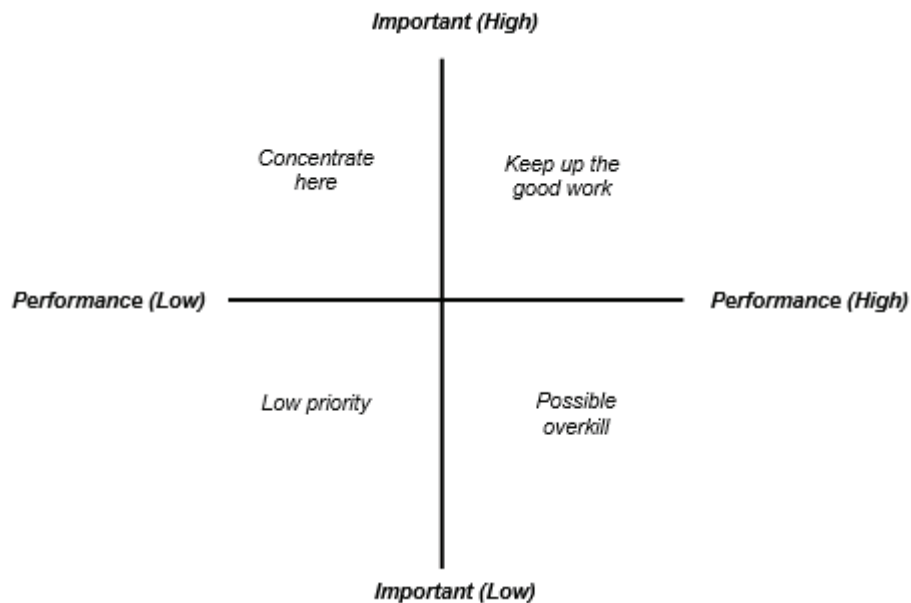 Important (High)
Concentrate
here
Keep up the
good work
Performance (Low)
Performance (High)
Low priority
Possible
overkill
Important (Low)